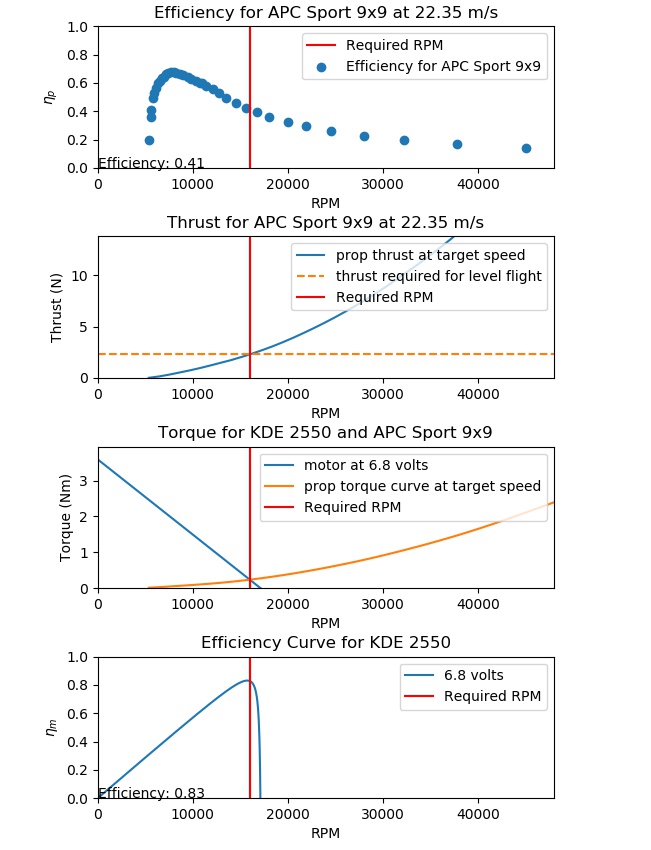 Efficiency for APC Sport 9x9 at 22.35 m/s
1.0
0.8
0.6
0.4
0.2
0.0
ηp
Required RPM
Efficiency for APC Sport 9x9
Efficiency: 0.41
0 10000 20000 30000 40000
RPM
Thrust for APC Sport 9x9 at 22.35 m/s
10
5
0
Thrust (N)
prop thrust at target speed
thrust required for level flight
Required RPM
0 10000 20000 30000 40000
RPM
Torque for KDE 2550 and APC Sport 9x9
3
2
1
0
Torque (Nm)
motor at 6.8 volts
prop torque curve at target speed
Required RPM
0 10000 20000 30000 40000
RPM
Efficiency Curve for KDE 2550
1.0
0.8
0.6
0.4
0.2
0.0
ηm
6.8 volts
Required RPM
Efficiency: 0.83
0 10000 20000 30000 40000
RPM